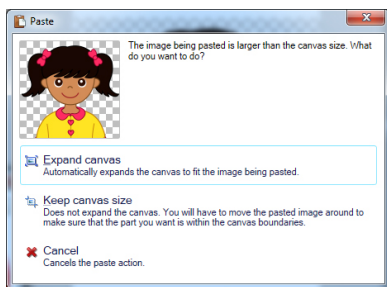 Paste
The image being pasted is larger than the canvas size. What
do you want to do?
Expand canvas
Automatically expands the canvas to fit the image being pasted.
Keep canvas size
Does not expand the canvas. You will have to move the pasted image around to
make sure that the part you want is within the canvas boundaries.
Cancel
Cancels the paste action.